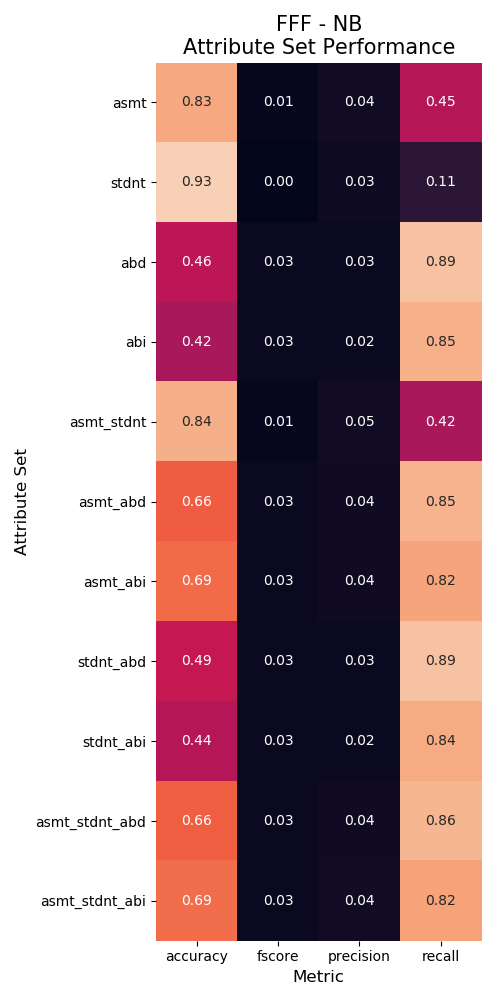 FFF - NB
Attribute Set Performance
asmt 0.83 0.01 0.04 0.45
stdnt 0.93 0.00 0.03 0.11
abd 0.46 0.03 0.03 0.89
abi 0.42 0.03 0.02 0.85
asmt_stdnt 0.84 0.01 0.05 0.42
asmt_abd 0.66 0.03 0.04 0.85
asmt_abi 0.69 0.03 0.04 0.82
stdnt_abd 0.49 0.03 0.03 0.89
stdnt_abi 0.44 0.03 0.02 0.84
asmt_stdnt_abd 0.66 0.03 0.04 0.86
asmt_stdnt_abi 0.69 0.03 0.04 0.82
accuracy fscore precision recall
Metric
Attribute Set